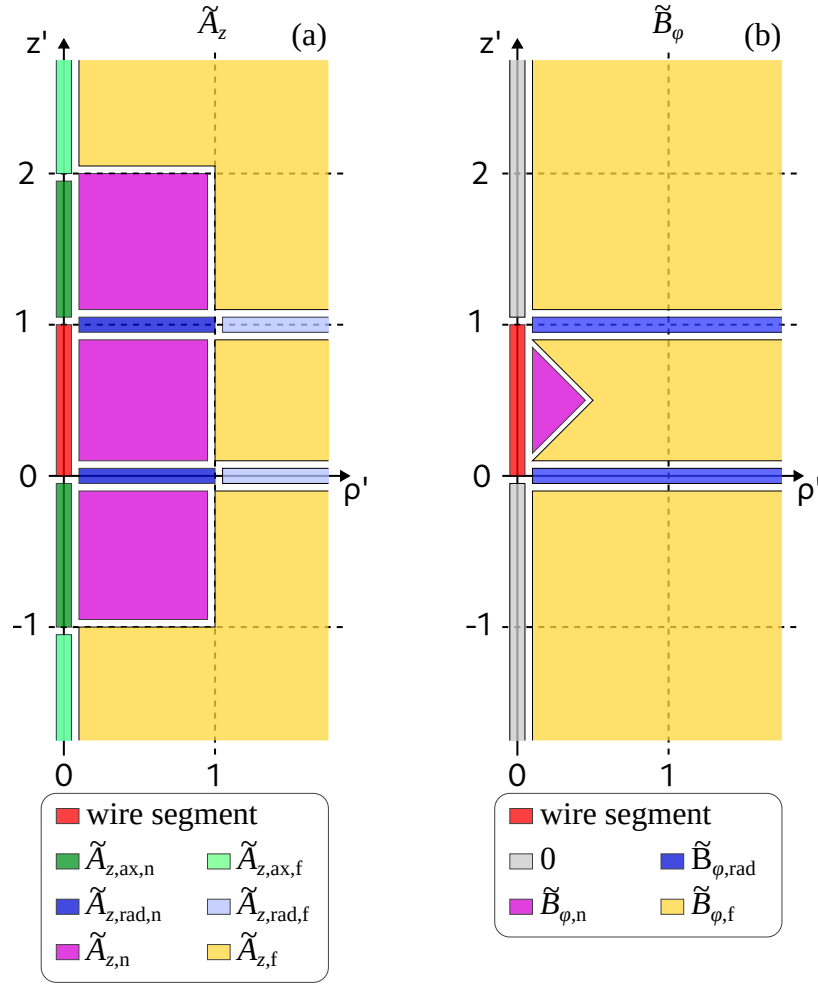 Ã_z (a) B̃_φ (b)
z' z'
2 2
1 1
0 ρ' 0 ρ'
-1 -1
0 1 0 1
wire segment wire segment
Ã_z,ax,n Ã_z,ax,f 0 B̃_φ,rad
Ã_z,rad,n Ã_z,rad,f B̃_φ,n B̃_φ,f
Ã_z,n Ã_z,f